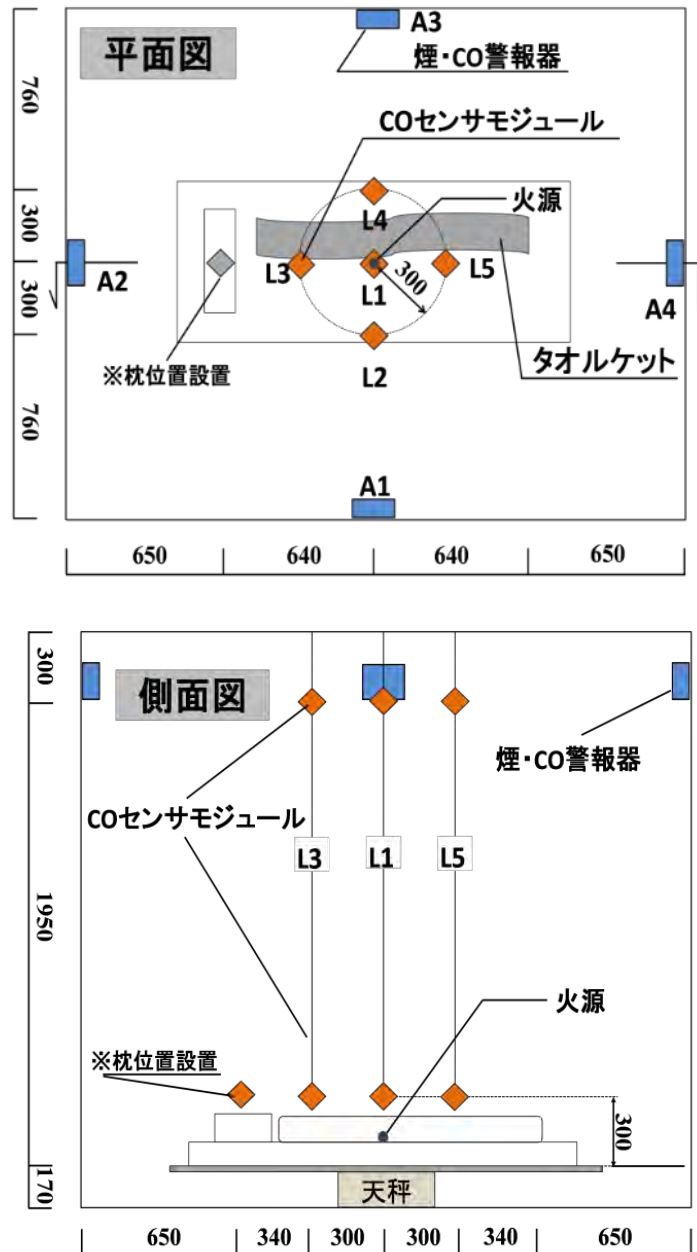 平面図
A3
煙・CO警報器
COセンサモジュール
火源
L4
L3
L1
L5
300
L2
A2
A4
※枕位置設置
タオルケット
A1
760
300
300
760
650
640
640
650
側面図
煙・CO警報器
COセンサモジュール
L3
L1
L5
火源
※枕位置設置
300
天秤
300
1950
170
650
340
300
300
340
650